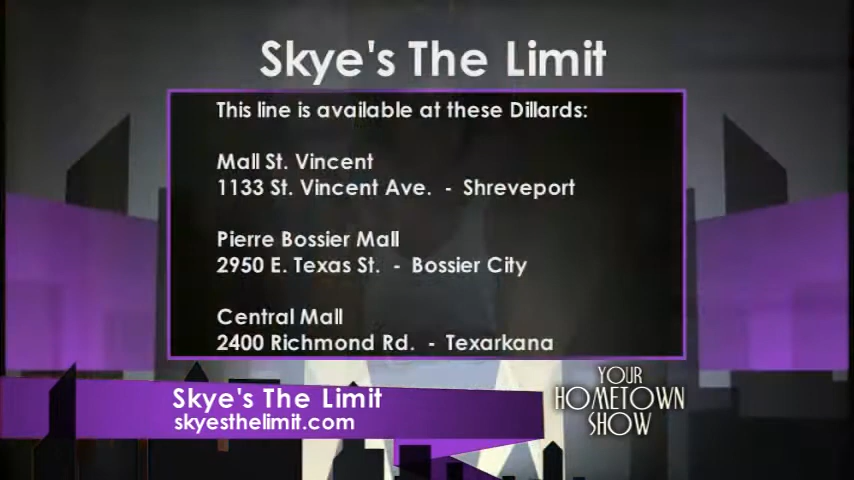 Skye's The Limit
This line is available at these Dillards:
Mall St. Vincent
1133 St. Vincent Ave. - Shreveport
Pierre Bossier Mall
2950 E. Texas St. - Bossier City
Central Mall
2400 Richmond Rd. - Texarkana
Skye's The Limit
skyesthelimit.com
YOUR
HOMETOWN
SHOW